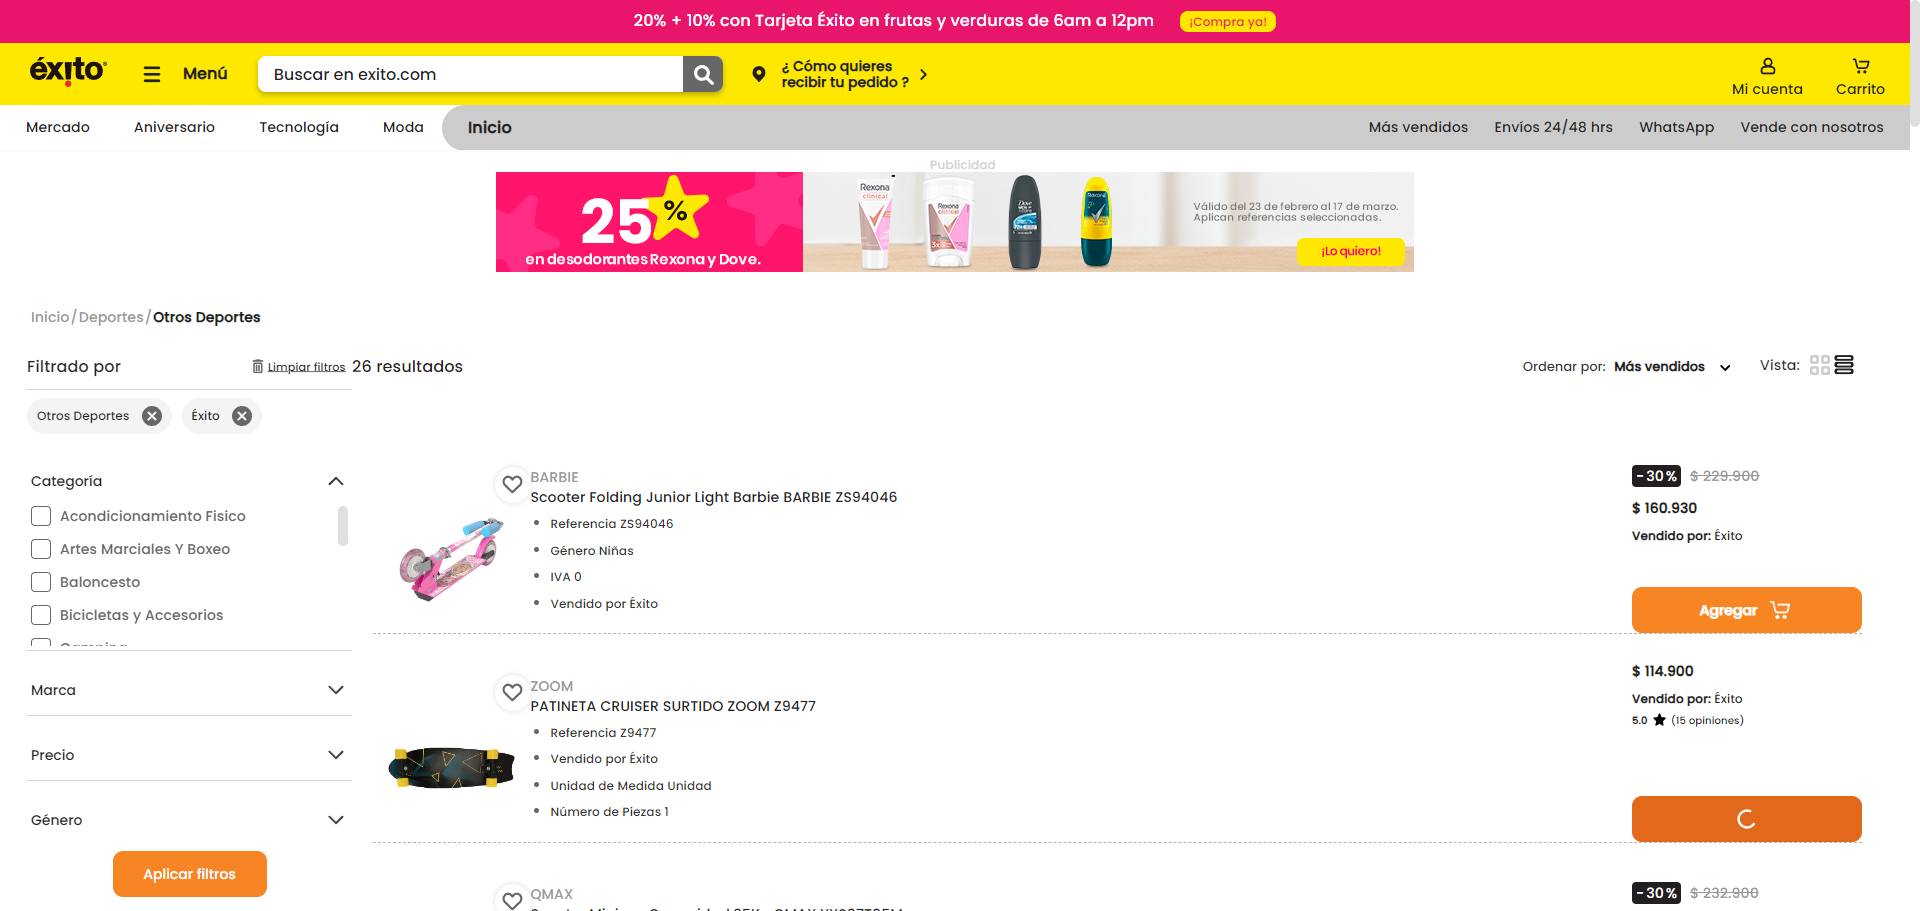 20% + 10% con Tarjeta Éxito en frutas y verduras de 6am a 12pm
¡Compra ya!
éxito
Menú
Buscar en exito.com
¿ Cómo quieres
recibir tu pedido ?
Mi cuenta
Carrito
Mercado
Aniversario
Tecnología
Moda
Inicio
Más vendidos
Envíos 24/48 hrs
WhatsApp
Vende con nosotros
Publicidad
25%
en desodorantes Rexona y Dove.
Rexona
clinical
Rexona
clinical
Dove
Rexona
Válido del 23 de febrero al 17 de marzo.
Aplican referencias seleccionadas.
¡Lo quiero!
Inicio/Deportes/Otros Deportes
Filtrado por
Limpiar filtros
26 resultados
Ordenar por: Más vendidos
Vista:
Otros Deportes
Éxito
Categoría
Acondicionamiento Fisico
Artes Marciales Y Boxeo
Baloncesto
Bicicletas y Accesorios
Marca
Precio
Género
Aplicar filtros
BARBIE
Scooter Folding Junior Light Barbie BARBIE ZS94046
Referencia ZS94046
Género Niñas
IVA 0
Vendido por Éxito
-30%
$ 229.900
$ 160.930
Vendido por: Éxito
Agregar
ZOOM
PATINETA CRUISER SURTIDO ZOOM Z9477
Referencia Z9477
Vendido por Éxito
Unidad de Medida Unidad
Número de Piezas 1
$ 114.900
Vendido por: Éxito
5.0 ★ (15 opiniones)
QMAX
-30%
$ 232.900